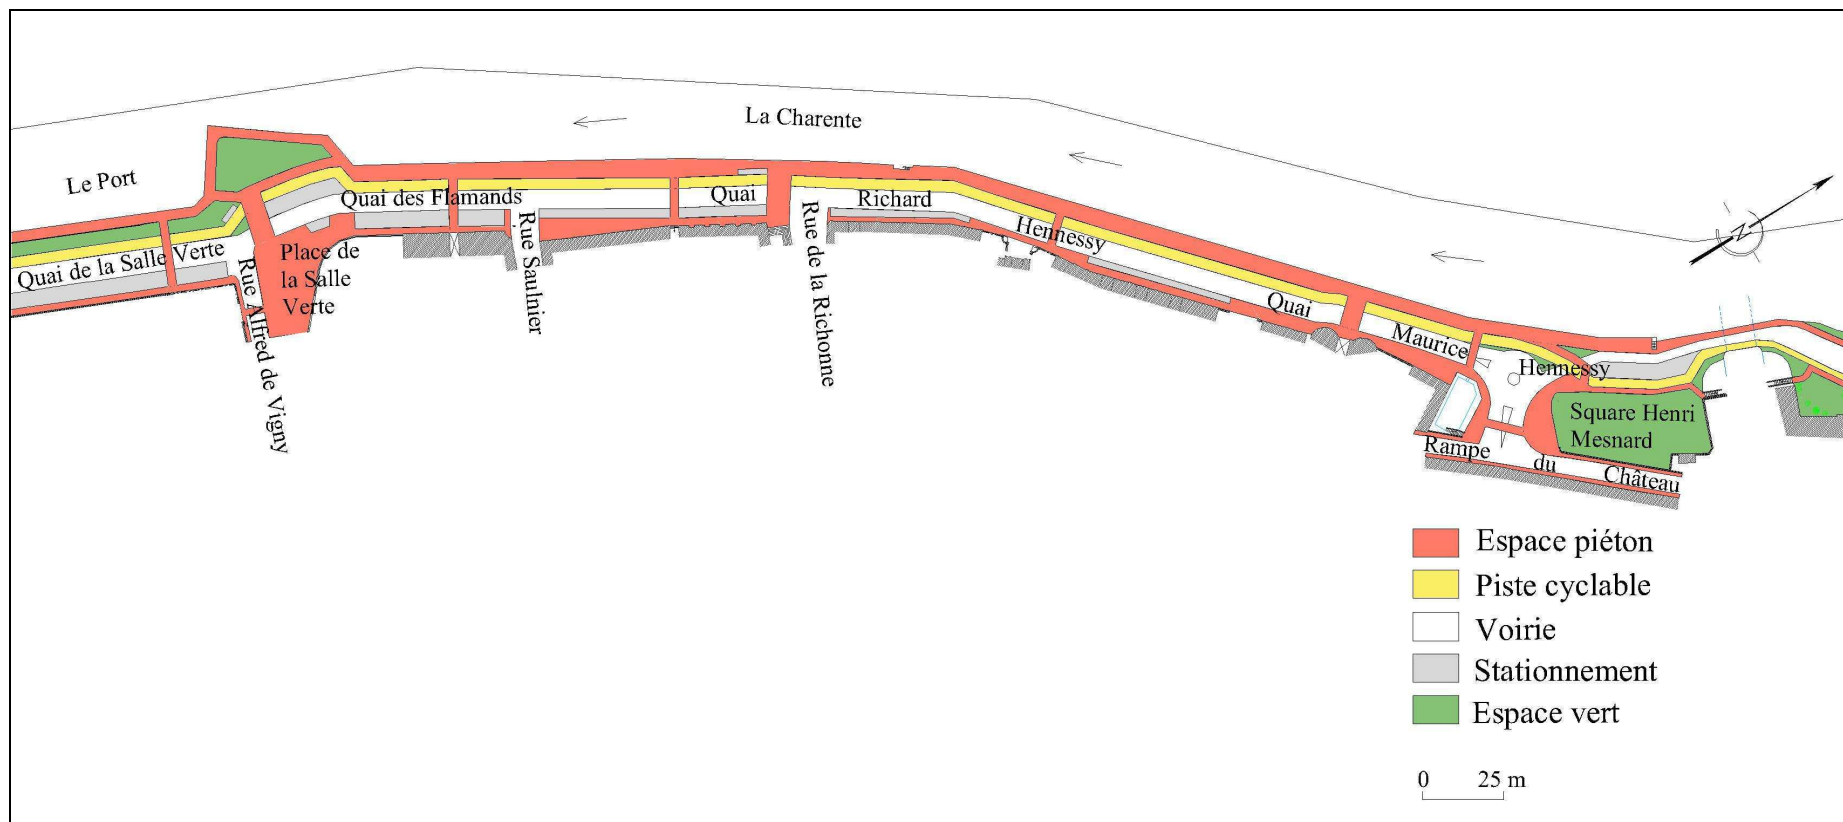 La Charente
Le Port
Quai des Flamands
Quai
Richard
Hennessy
Quai
Maurice
Hennessy
Quai de la Salle Verte
Place de
la Salle
Verte
Rue Alfred de Vigny
Rue Saulnier
Rue de la Richonne
N
Square Henri
Mesnard
Rampe du Château
Espace piéton
Piste cyclable
Voirie
Stationnement
Espace vert
0 25 m